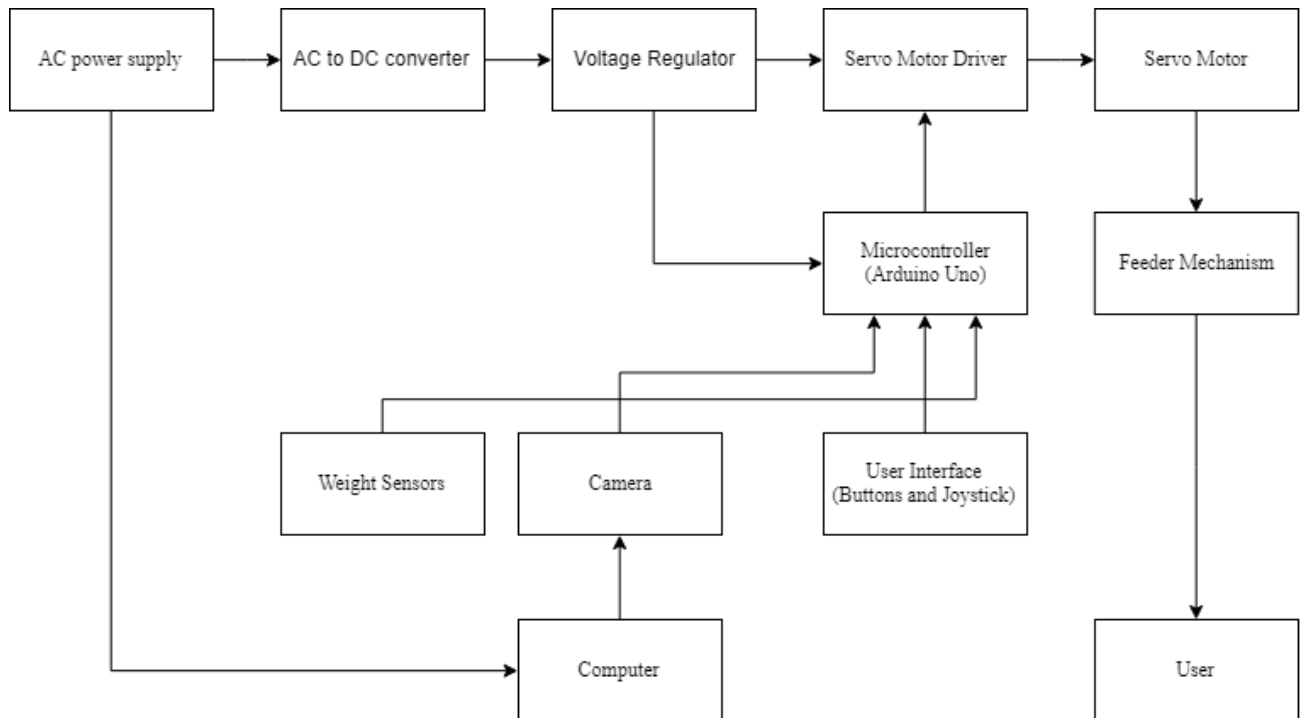 AC power supply
AC to DC converter
Voltage Regulator
Servo Motor Driver
Servo Motor
Microcontroller
(Arduino Uno)
Feeder Mechanism
Weight Sensors
Camera
User Interface
(Buttons and Joystick)
Computer
User